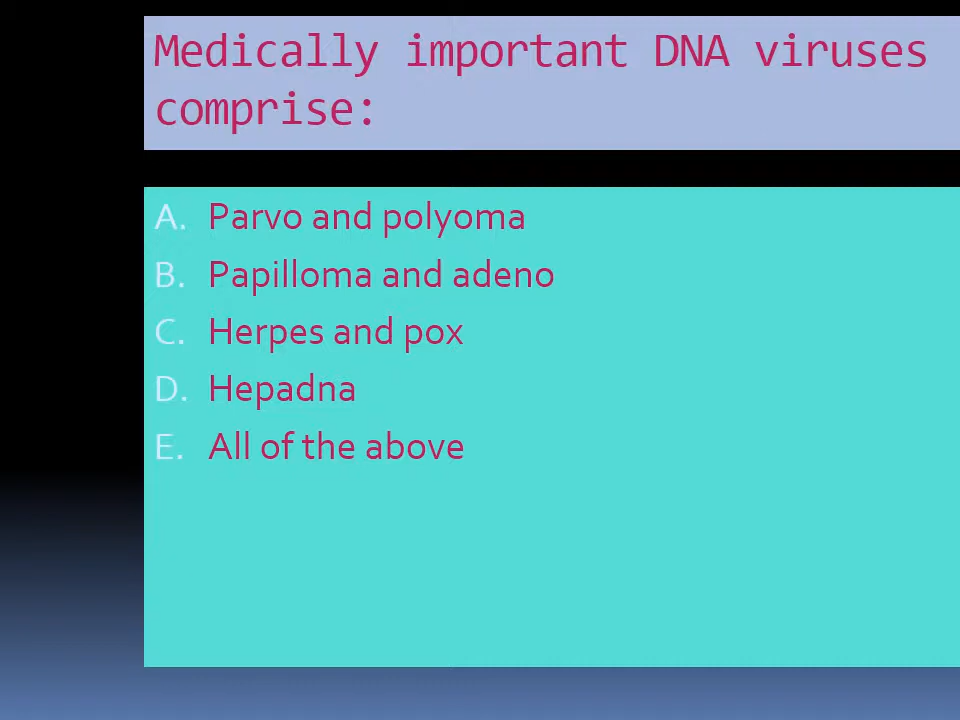 Medically important DNA viruses
comprise:
A. Parvo and polyoma
B. Papilloma and adeno
C. Herpes and pox
D. Hepadna
E. All of the above